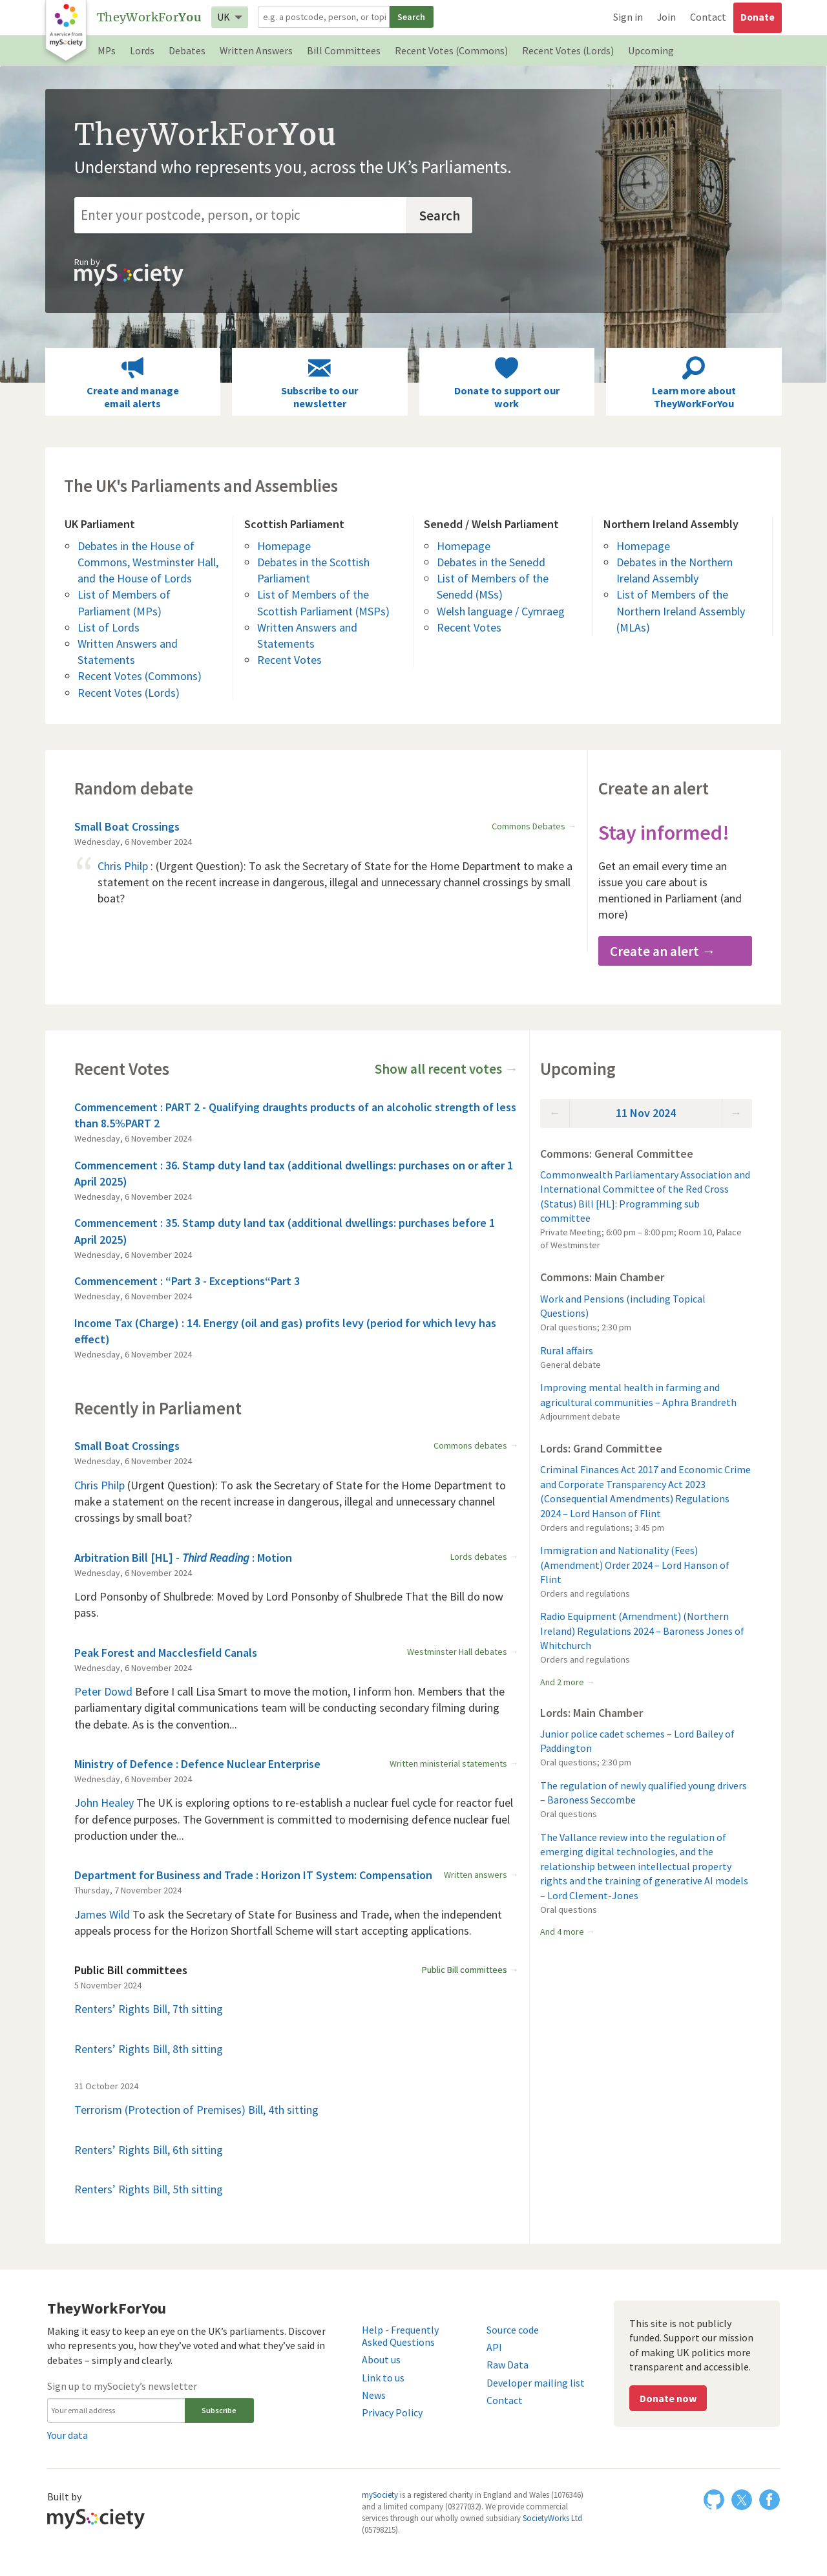 TheyWorkForYou
UK
e.g. a postcode, person, or topi
Search
Sign in
Join
Contact
Donate
A service from
mySociety
MPs
Lords
Debates
Written Answers
Bill Committees
Recent Votes (Commons)
Recent Votes (Lords)
Upcoming
TheyWorkForYou
Understand who represents you, across the UK’s Parliaments.
Enter your postcode, person, or topic
Search
Run by
mySociety
Create and manage
email alerts
Subscribe to our
newsletter
Donate to support our
work
Learn more about
TheyWorkForYou
The UK's Parliaments and Assemblies
UK Parliament
Debates in the House of
Commons, Westminster Hall,
and the House of Lords
List of Members of
Parliament (MPs)
List of Lords
Written Answers and
Statements
Recent Votes (Commons)
Recent Votes (Lords)
Scottish Parliament
Homepage
Debates in the Scottish
Parliament
List of Members of the
Scottish Parliament (MSPs)
Written Answers and
Statements
Recent Votes
Senedd / Welsh Parliament
Homepage
Debates in the Senedd
List of Members of the
Senedd (MSs)
Welsh language / Cymraeg
Recent Votes
Northern Ireland Assembly
Homepage
Debates in the Northern
Ireland Assembly
List of Members of the
Northern Ireland Assembly
(MLAs)
Random debate
Small Boat Crossings
Commons Debates →
Wednesday, 6 November 2024
“ Chris Philp : (Urgent Question): To ask the Secretary of State for the Home Department to make a
statement on the recent increase in dangerous, illegal and unnecessary channel crossings by small
boat?
Create an alert
Stay informed!
Get an email every time an
issue you care about is
mentioned in Parliament (and
more)
Create an alert →
Recent Votes
Show all recent votes →
Commencement : PART 2 - Qualifying draughts products of an alcoholic strength of less
than 8.5%PART 2
Wednesday, 6 November 2024
Commencement : 36. Stamp duty land tax (additional dwellings: purchases on or after 1
April 2025)
Wednesday, 6 November 2024
Commencement : 35. Stamp duty land tax (additional dwellings: purchases before 1
April 2025)
Wednesday, 6 November 2024
Commencement : “Part 3 - Exceptions“Part 3
Wednesday, 6 November 2024
Income Tax (Charge) : 14. Energy (oil and gas) profits levy (period for which levy has
effect)
Wednesday, 6 November 2024
Recently in Parliament
Small Boat Crossings
Commons debates →
Wednesday, 6 November 2024
Chris Philp (Urgent Question): To ask the Secretary of State for the Home Department to
make a statement on the recent increase in dangerous, illegal and unnecessary channel
crossings by small boat?
Arbitration Bill [HL] - Third Reading : Motion
Lords debates →
Wednesday, 6 November 2024
Lord Ponsonby of Shulbrede: Moved by Lord Ponsonby of Shulbrede That the Bill do now
pass.
Peak Forest and Macclesfield Canals
Westminster Hall debates →
Wednesday, 6 November 2024
Peter Dowd Before I call Lisa Smart to move the motion, I inform hon. Members that the
parliamentary digital communications team will be conducting secondary filming during
the debate. As is the convention...
Ministry of Defence : Defence Nuclear Enterprise
Written ministerial statements →
Wednesday, 6 November 2024
John Healey The UK is exploring options to re-establish a nuclear fuel cycle for reactor fuel
for defence purposes. The Government is committed to modernising defence nuclear fuel
production under the...
Department for Business and Trade : Horizon IT System: Compensation
Written answers →
Thursday, 7 November 2024
James Wild To ask the Secretary of State for Business and Trade, when the independent
appeals process for the Horizon Shortfall Scheme will start accepting applications.
Public Bill committees
Public Bill committees →
5 November 2024
Renters’ Rights Bill, 7th sitting
Renters’ Rights Bill, 8th sitting
31 October 2024
Terrorism (Protection of Premises) Bill, 4th sitting
Renters’ Rights Bill, 6th sitting
Renters’ Rights Bill, 5th sitting
Upcoming
← 11 Nov 2024 →
Commons: General Committee
Commonwealth Parliamentary Association and
International Committee of the Red Cross
(Status) Bill [HL]: Programming sub
committee
Private Meeting; 6:00 pm – 8:00 pm; Room 10, Palace
of Westminster
Commons: Main Chamber
Work and Pensions (including Topical
Questions)
Oral questions; 2:30 pm
Rural affairs
General debate
Improving mental health in farming and
agricultural communities – Aphra Brandreth
Adjournment debate
Lords: Grand Committee
Criminal Finances Act 2017 and Economic Crime
and Corporate Transparency Act 2023
(Consequential Amendments) Regulations
2024 – Lord Hanson of Flint
Orders and regulations; 3:45 pm
Immigration and Nationality (Fees)
(Amendment) Order 2024 – Lord Hanson of
Flint
Orders and regulations
Radio Equipment (Amendment) (Northern
Ireland) Regulations 2024 – Baroness Jones of
Whitchurch
Orders and regulations
And 2 more →
Lords: Main Chamber
Junior police cadet schemes – Lord Bailey of
Paddington
Oral questions; 2:30 pm
The regulation of newly qualified young drivers
– Baroness Seccombe
Oral questions
The Vallance review into the regulation of
emerging digital technologies, and the
relationship between intellectual property
rights and the training of generative AI models
– Lord Clement-Jones
Oral questions
And 4 more →
TheyWorkForYou
Making it easy to keep an eye on the UK’s parliaments. Discover
who represents you, how they’ve voted and what they’ve said in
debates – simply and clearly.
Sign up to mySociety’s newsletter
Your email address
Subscribe
Your data
Help - Frequently
Asked Questions
About us
Link to us
News
Privacy Policy
Source code
API
Raw Data
Developer mailing list
Contact
This site is not publicly
funded. Support our mission
of making UK politics more
transparent and accessible.
Donate now
Built by
mySociety
mySociety is a registered charity in England and Wales (1076346)
and a limited company (03277032). We provide commercial
services through our wholly owned subsidiary SocietyWorks Ltd
(05798215).